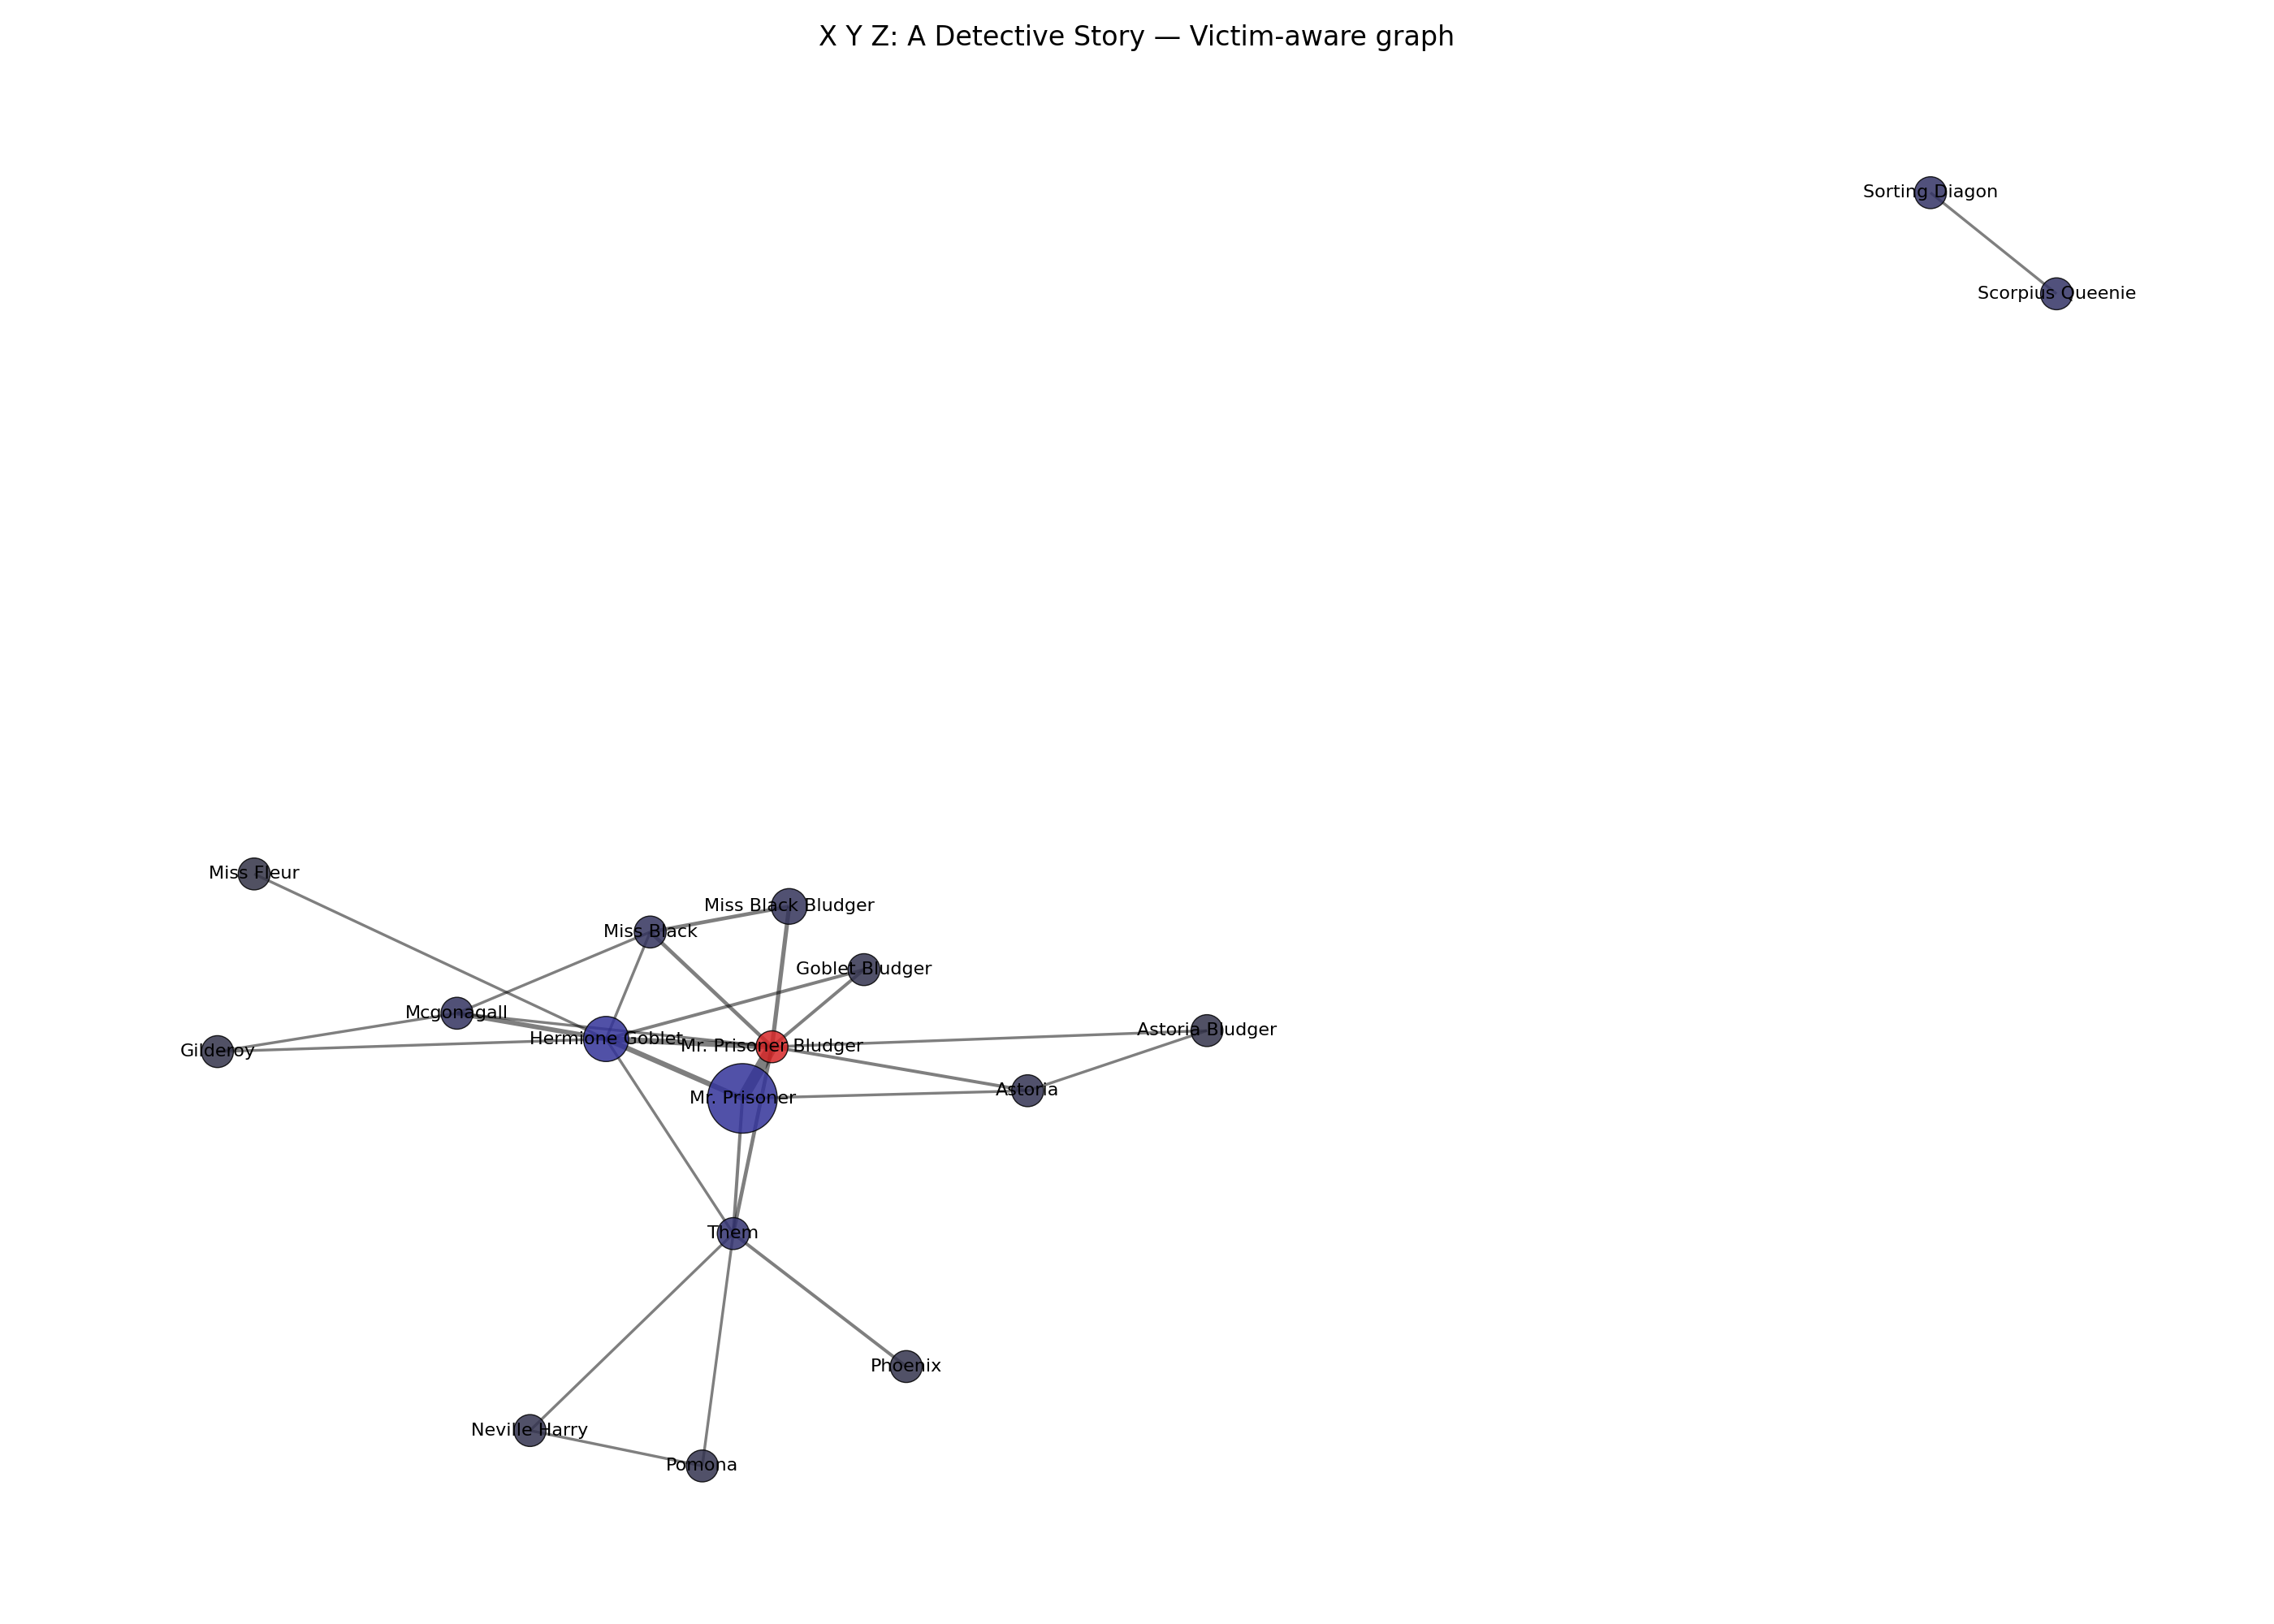 X Y Z: A Detective Story — Victim-aware graph
Sorting Diagon
Scorpius Queenie
Miss Fleur
Miss Black Bludger
Miss Black
Goblet Bludger
Mcgonagall
Astoria Bludger
Hermione Goblet
Mr. Prisoner Bludger
Gilderoy
Astoria
Mr. Prisoner
Them
Phoenix
Neville Harry
Pomona